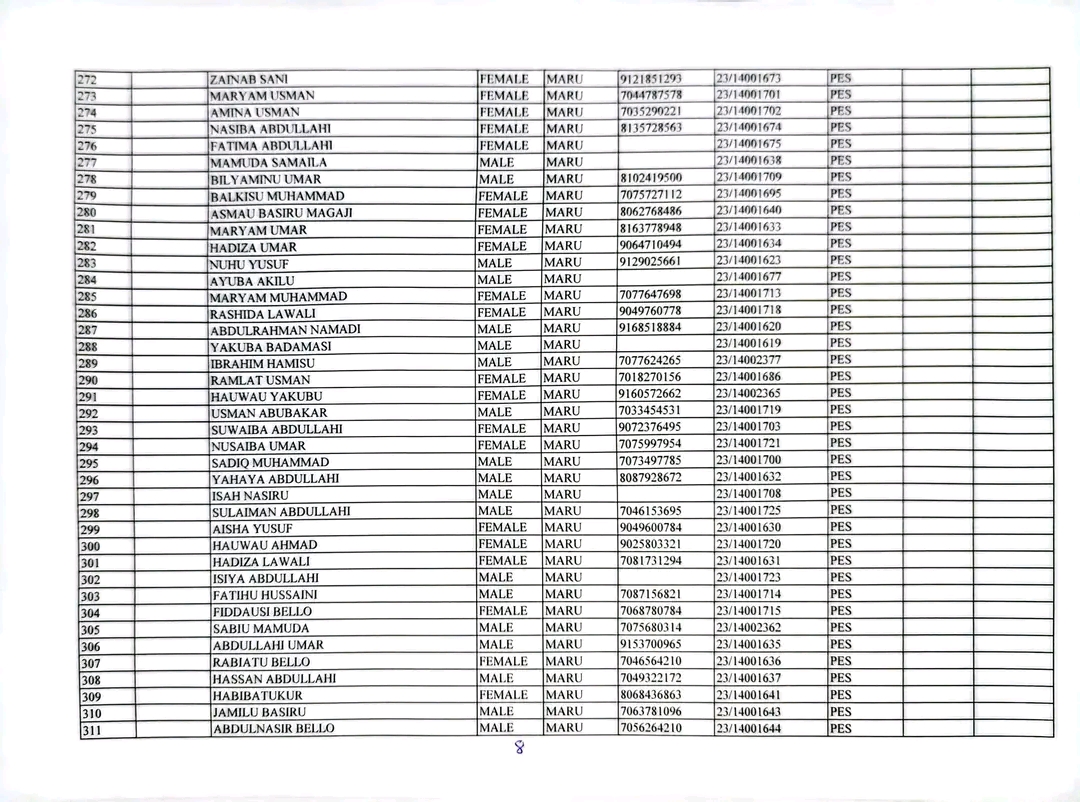 272 ZAINAB SANI FEMALE MARU 9121851293 23/14001673 PES
273 MARYAM USMAN FEMALE MARU 7044787578 23/14001701 PES
274 AMINA USMAN FEMALE MARU 7035290221 23/14001702 PES
275 NASIBA ABDULLAHI FEMALE MARU 8135728563 23/14001674 PES
276 FATIMA ABDULLAHI FEMALE MARU 23/14001675 PES
277 MAMUDA SAMAILA MALE MARU 23/14001638 PES
278 BILYAMINU UMAR MALE MARU 8102419500 23/14001709 PES
279 BALKISU MUHAMMAD FEMALE MARU 7075727112 23/14001695 PES
280 ASMAU BASIRU MAGAJI FEMALE MARU 8062768486 23/14001640 PES
281 MARYAM UMAR FEMALE MARU 8163778948 23/14001633 PES
282 HADIZA UMAR FEMALE MARU 9064710494 23/14001634 PES
283 NUHU YUSUF MALE MARU 9129025661 23/14001623 PES
284 AYUBA AKILU MALE MARU 23/14001677 PES
285 MARYAM MUHAMMAD FEMALE MARU 7077647698 23/14001713 PES
286 RASHIDA LAWALI FEMALE MARU 9049760778 23/14001718 PES
287 ABDULRAHMAN NAMADI MALE MARU 9168518884 23/14001620 PES
288 YAKUBA BADAMASI MALE MARU 23/14001619 PES
289 IBRAHIM HAMISU MALE MARU 7077624265 23/14002377 PES
290 RAMLAT USMAN FEMALE MARU 7018270156 23/14001686 PES
291 HAUWAU YAKUBU FEMALE MARU 9160572662 23/14002365 PES
292 USMAN ABUBAKAR MALE MARU 7033454531 23/14001719 PES
293 SUWAIBA ABDULLAHI FEMALE MARU 9072376495 23/14001703 PES
294 NUSAIBA UMAR FEMALE MARU 7075997954 23/14001721 PES
295 SADIQ MUHAMMAD MALE MARU 7073497785 23/14001700 PES
296 YAHAYA ABDULLAHI MALE MARU 8087928672 23/14001632 PES
297 ISAH NASIRU MALE MARU 23/14001708 PES
298 SULAIMAN ABDULLAHI MALE MARU 7046153695 23/14001725 PES
299 AISHA YUSUF FEMALE MARU 9049600784 23/14001630 PES
300 HAUWAU AHMAD FEMALE MARU 9025803321 23/14001720 PES
301 HADIZA LAWALI FEMALE MARU 7081731294 23/14001631 PES
302 ISIYA ABDULLAHI MALE MARU 23/14001723 PES
303 FATIHU HUSSAINI MALE MARU 7087156821 23/14001714 PES
304 FIDDAUSI BELLO FEMALE MARU 7068780784 23/14001715 PES
305 SABIU MAMUDA MALE MARU 7075680314 23/14002362 PES
306 ABDULLAHI UMAR MALE MARU 9153700965 23/14001635 PES
307 RABIATU BELLO FEMALE MARU 7046564210 23/14001636 PES
308 HASSAN ABDULLAHI MALE MARU 7049322172 23/14001637 PES
309 HABIBATUKUR FEMALE MARU 8068436863 23/14001641 PES
310 JAMILU BASIRU MALE MARU 7063781096 23/14001643 PES
311 ABDULNASIR BELLO MALE MARU 7056264210 23/14001644 PES
8